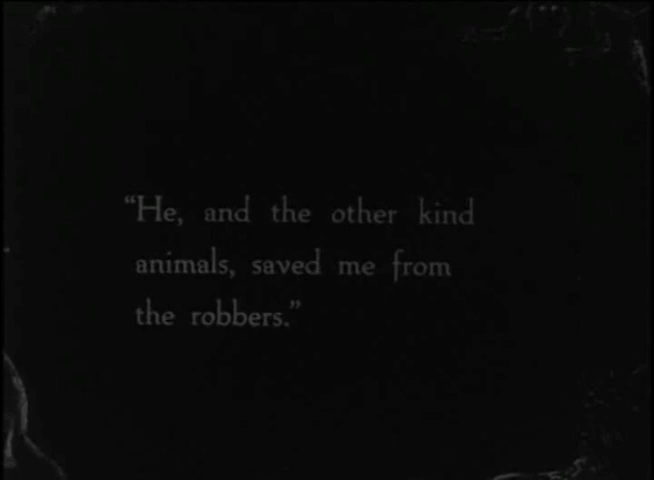 “He, and the other kind
animals, saved me from
the robbers.”